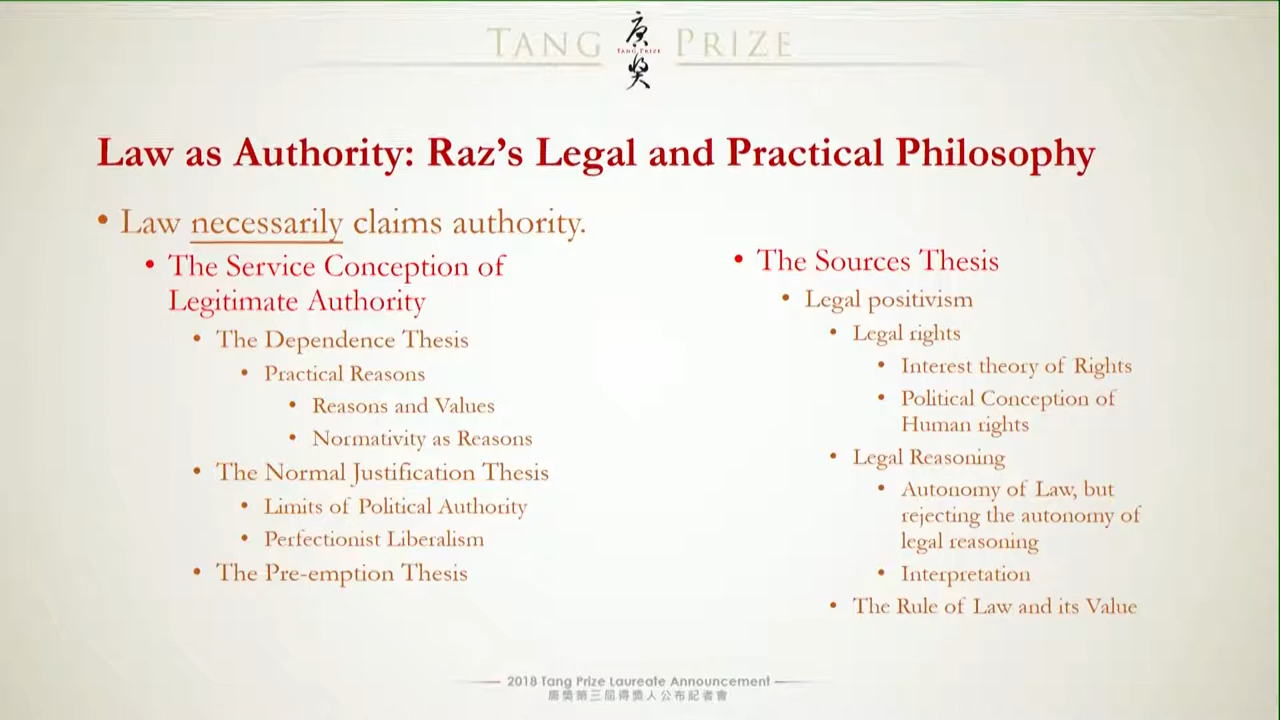 TANG 唐獎 PRIZE
TANG PRIZE
Law as Authority: Raz's Legal and Practical Philosophy
• Law necessarily claims authority.
• The Service Conception of
Legitimate Authority
• The Dependence Thesis
• Practical Reasons
• Reasons and Values
• Normativity as Reasons
• The Normal Justification Thesis
• Limits of Political Authority
• Perfectionist Liberalism
• The Pre-emption Thesis
• The Sources Thesis
• Legal positivism
• Legal rights
• Interest theory of Rights
• Political Conception of
Human rights
• Legal Reasoning
• Autonomy of Law, but
rejecting the autonomy of
legal reasoning
• Interpretation
• The Rule of Law and its Value
2018 Tang Prize Laureate Announcement
唐獎第三屆得獎人公布記者會